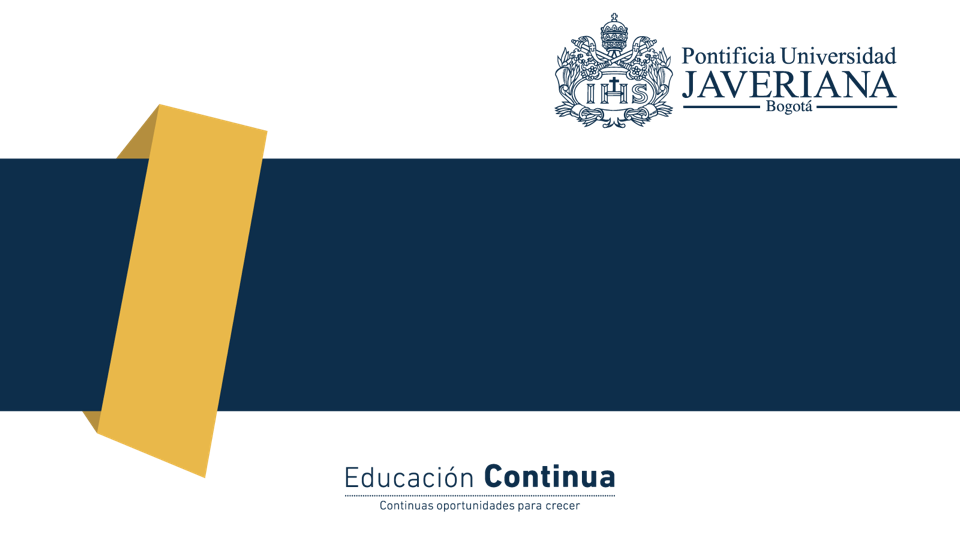 Pontificia Universidad
JAVERIANA
Bogotá
IHS
Educación Continua
Continuas oportunidades para crecer